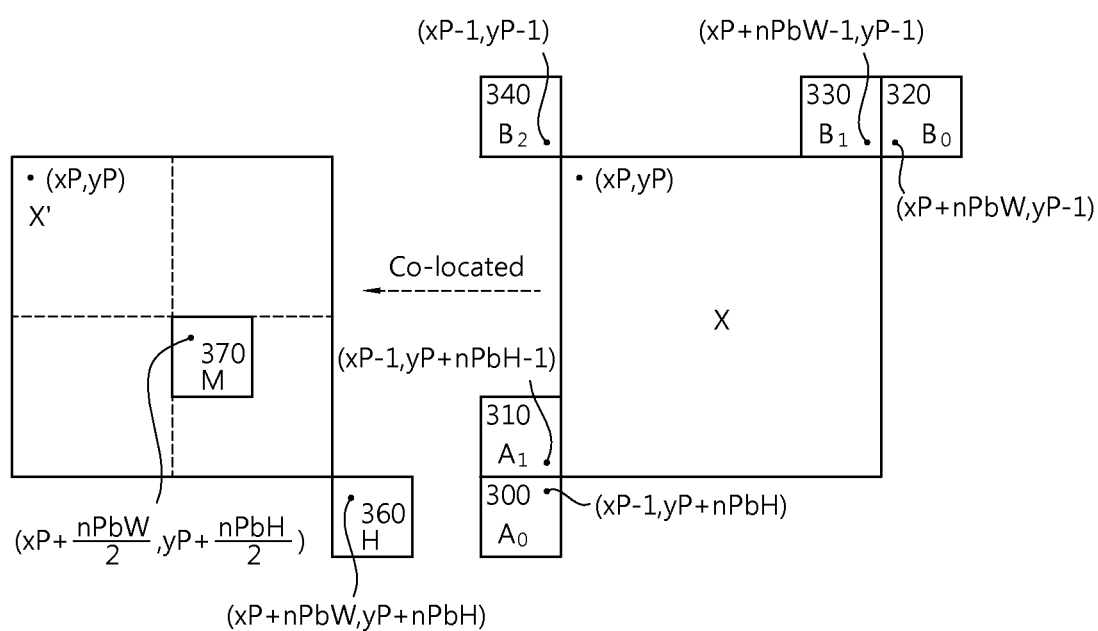 (xP-1,yP-1)
(xP+nPbW-1,yP-1)
340
B2
330
B1
320
B0
(xP,yP)
X'
(xP,yP)
(xP+nPbW,yP-1)
Co-located
X
370
M
(xP-1,yP+nPbH-1)
310
A1
300
A0
(xP-1,yP+nPbH)
360
H
(xP+nPbW/2,yP+nPbH/2)
(xP+nPbW,yP+nPbH)